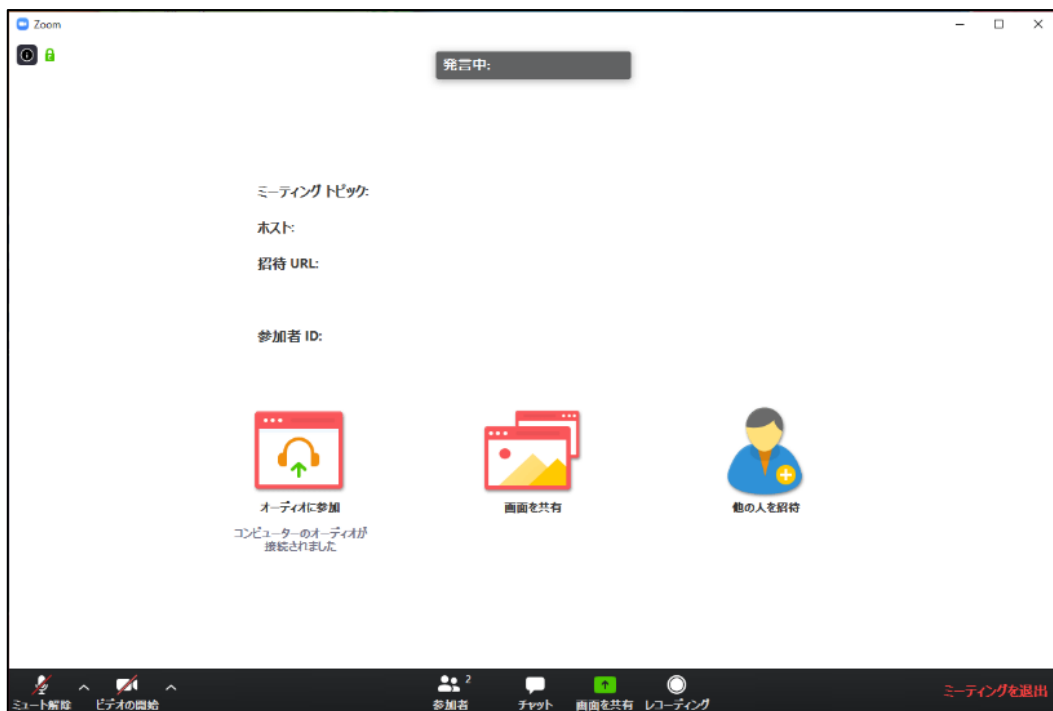 Zoom
発言中:
ミーティング トピック:
ホスト:
招待 URL:
参加者 ID:
オーディオに参加
画面を共有
他の人を招待
コンピューターのオーディオが
接続されました
2
ミュート解除
ビデオの開始
参加者
チャット
画面を共有
レコーディング
ミーティングを退出